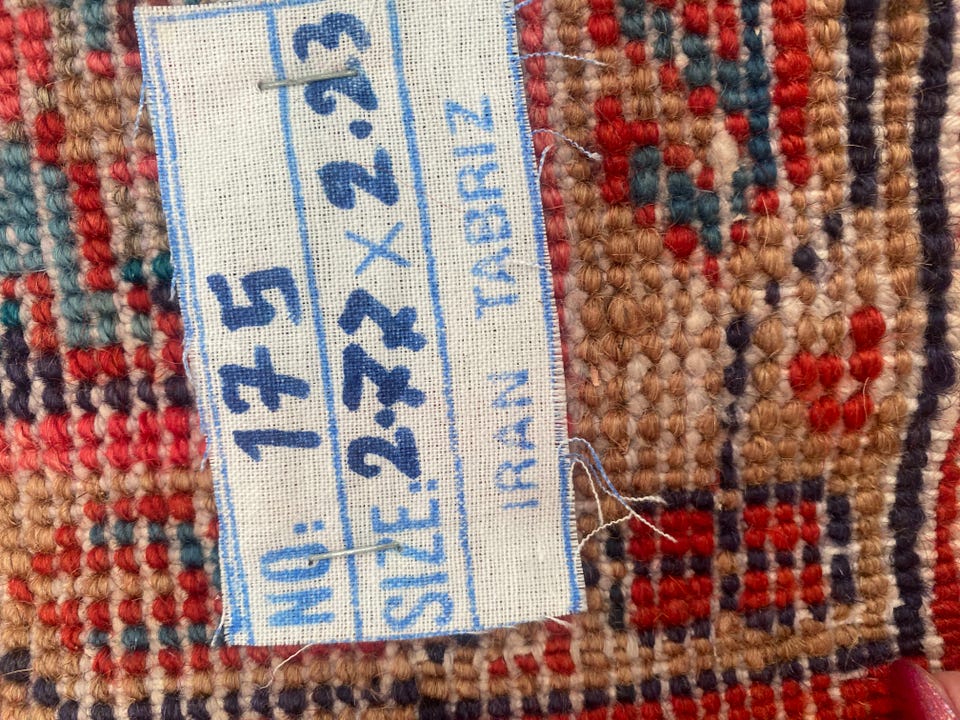 NO: 175
SIZE: 2.77 X 2.23
IRAN TABRIZ